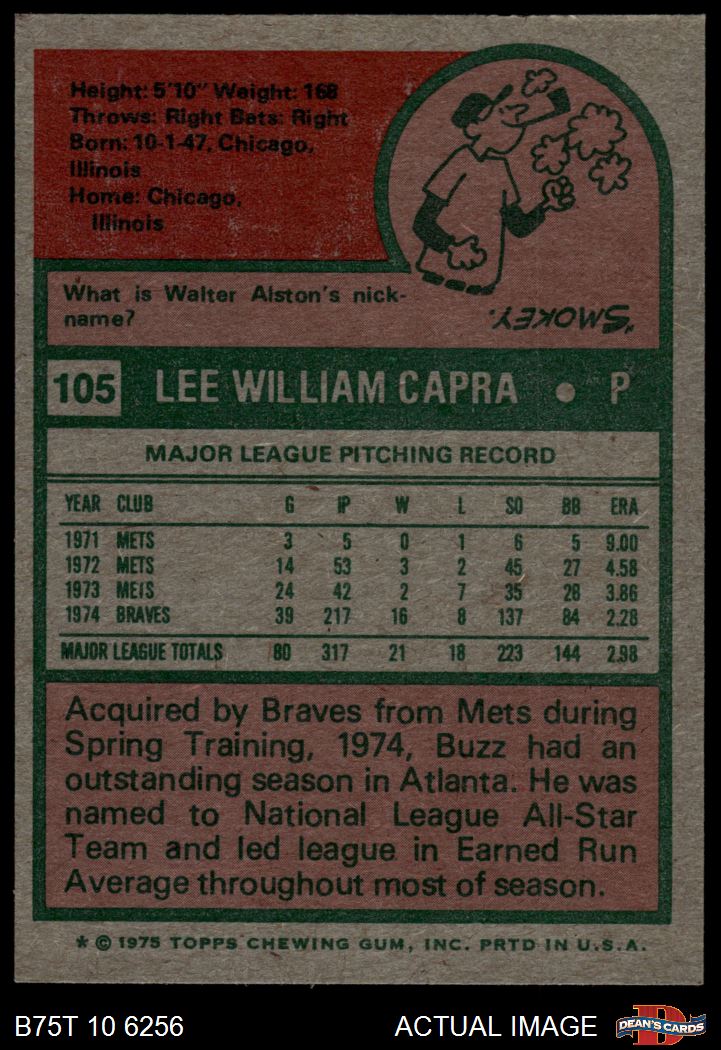 Height: 5'10" Weight: 168
Throws: Right Bats: Right
Born: 10-1-47, Chicago,
Illinois
Home: Chicago,
Illinois
What is Walter Alston's nick-
name?
"SMOKEY."
105 LEE WILLIAM CAPRA • P
MAJOR LEAGUE PITCHING RECORD
YEAR CLUB G IP W L SO BB ERA
1971 METS 3 5 0 1 6 5 9.00
1972 METS 14 53 3 2 45 27 4.58
1973 METS 24 42 2 7 35 28 3.86
1974 BRAVES 39 217 16 8 137 84 2.28
MAJOR LEAGUE TOTALS 80 317 21 18 223 144 2.98
Acquired by Braves from Mets during
Spring Training, 1974, Buzz had an
outstanding season in Atlanta. He was
named to National League All-Star
Team and led league in Earned Run
Average throughout most of season.
* © 1975 TOPPS CHEWING GUM, INC. PRTD IN U.S.A.
B75T 10 6256 ACTUAL IMAGE DEAN'S CARDS